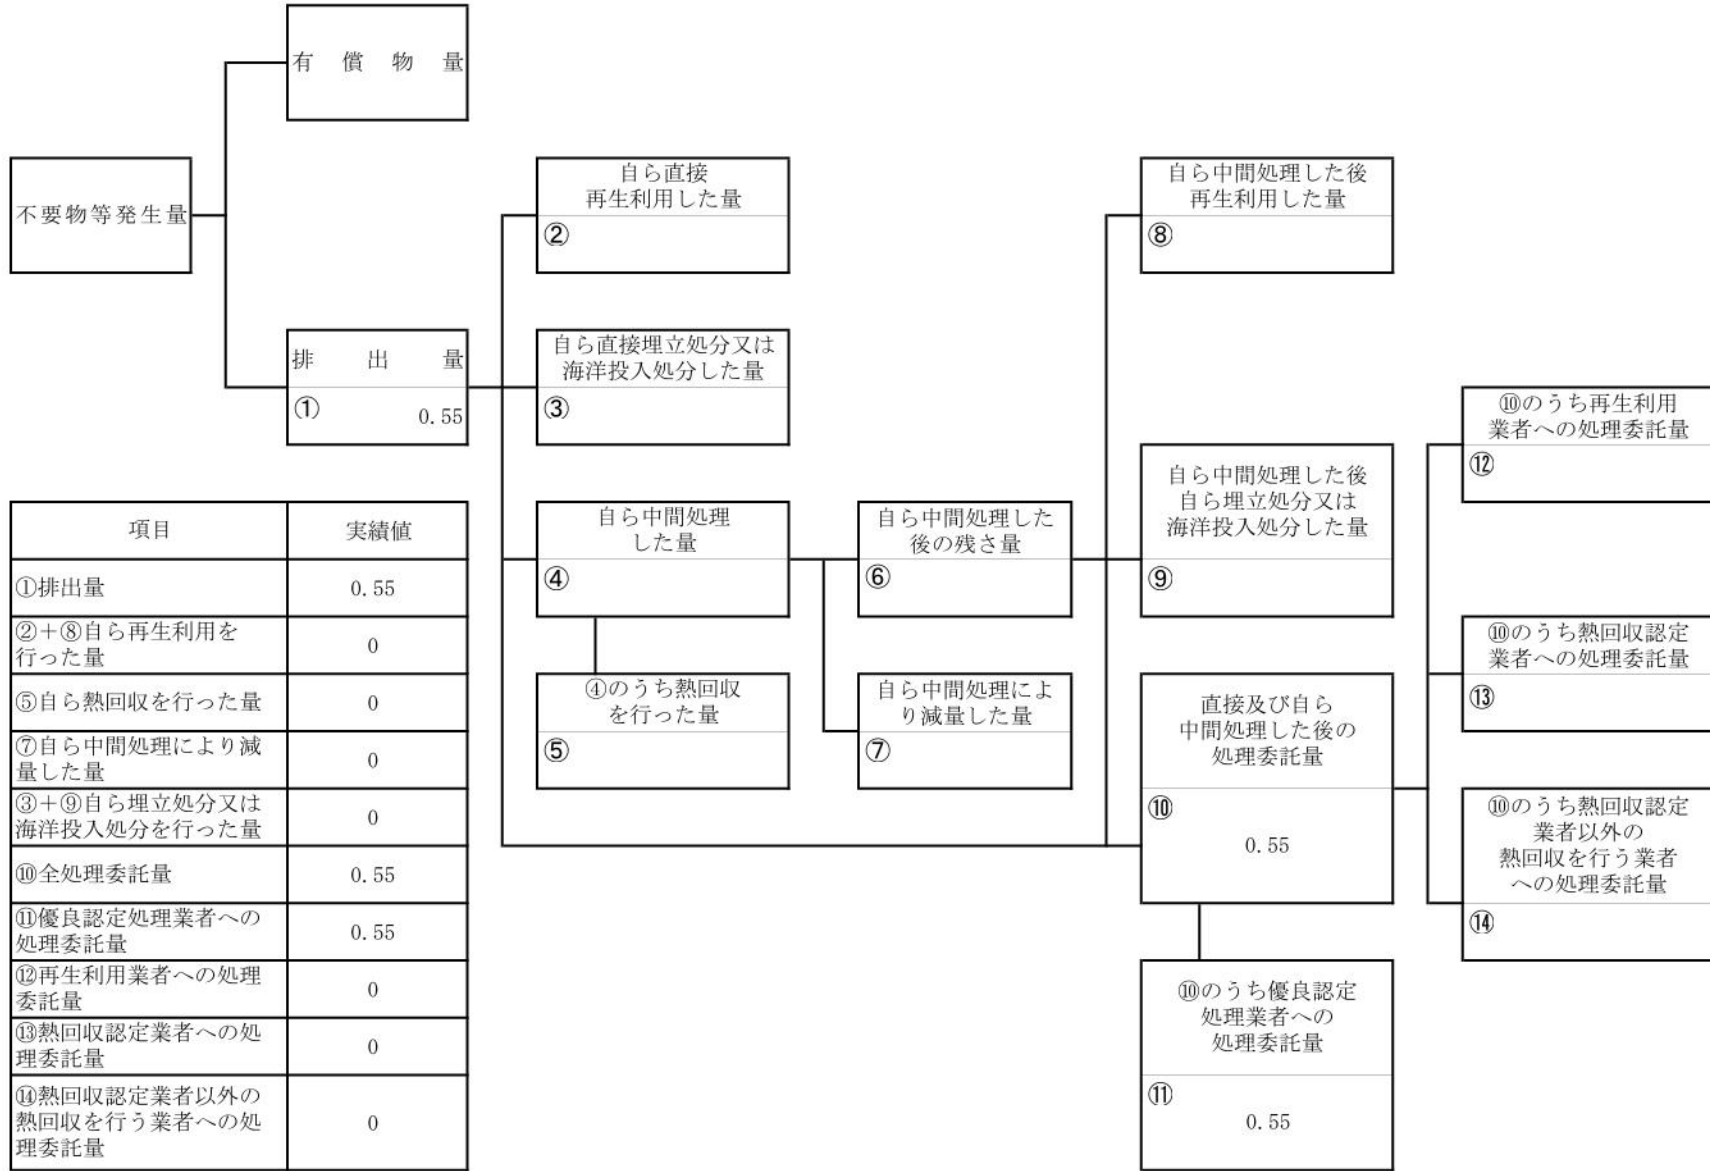 有償物量
不要物等発生量
排出量
①
0.55
自ら直接
再生利用した量
②
自ら直接埋立処分又は
海洋投入処分した量
③
自ら中間処理
した量
④
④のうち熱回収
を行った量
⑤
自ら中間処理した
後の残さ量
⑥
自ら中間処理によ
り減量した量
⑦
自ら中間処理した後
再生利用した量
⑧
自ら中間処理した後
自ら埋立処分又は
海洋投入処分した量
⑨
直接及び自ら
中間処理した後の
処理委託量
⑩
0.55
⑩のうち優良認定
処理業者への
処理委託量
⑪
0.55
⑩のうち再生利用
業者への処理委託量
⑫
⑩のうち熱回収認定
業者への処理委託量
⑬
⑩のうち熱回収認定
業者以外の
熱回収を行う業者
への処理委託量
⑭
項目 実績値
①排出量 0.55
②+⑧自ら再生利用を
行った量 0
⑤自ら熱回収を行った量 0
⑦自ら中間処理により減
量した量 0
③+⑨自ら埋立処分又は
海洋投入処分を行った量 0
⑩全処理委託量 0.55
⑪優良認定処理業者への
処理委託量 0.55
⑫再生利用業者への処理
委託量 0
⑬熱回収認定業者への処
理委託量 0
⑭熱回収認定業者以外の
熱回収を行う業者への処
理委託量 0